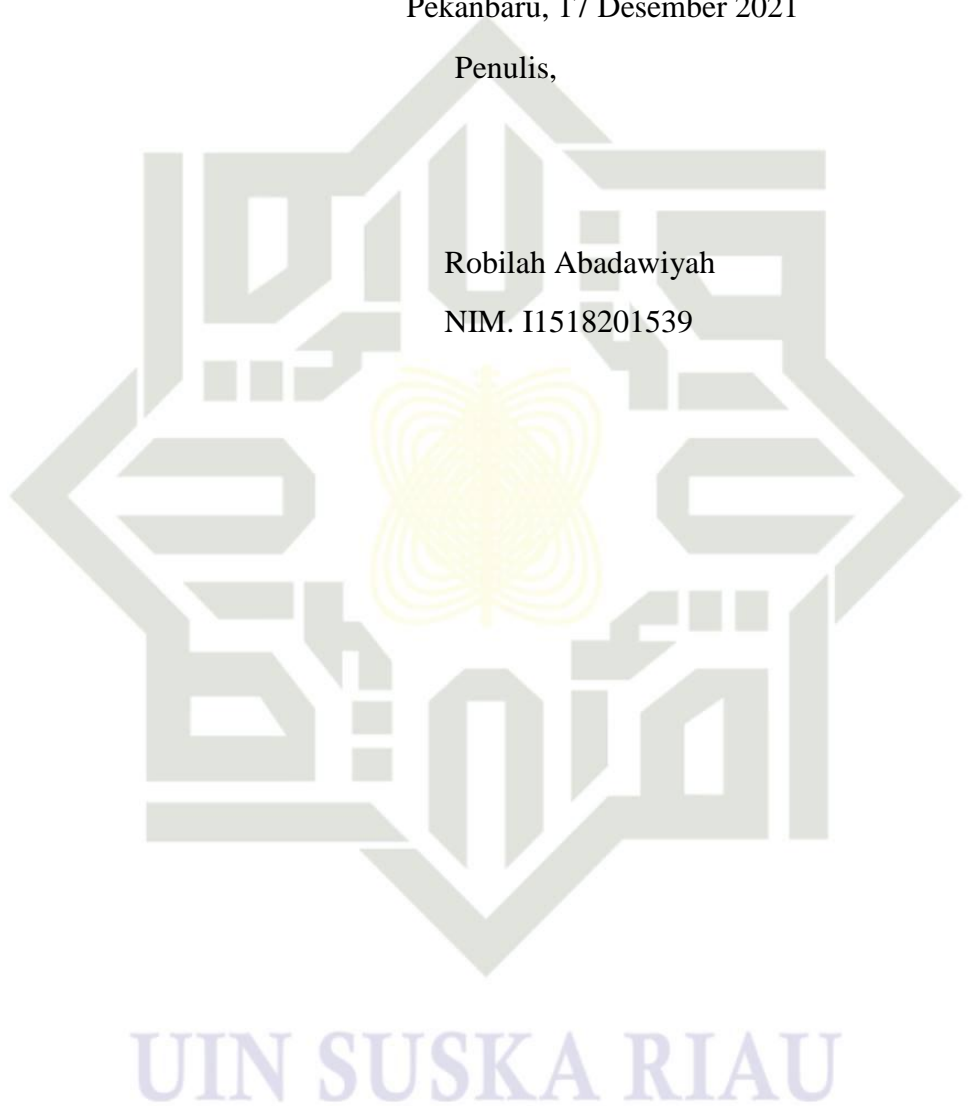 Pekanbaru, 17 Desember 2021
Penulis,
Robilah Abadawiyah
NIM. I1518201539
UIN SUSKA RIAU